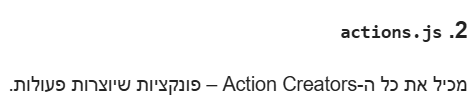 2. actions.js
מכיל את כל ה-Action Creators – פונקציות שיוצרות פעולות.